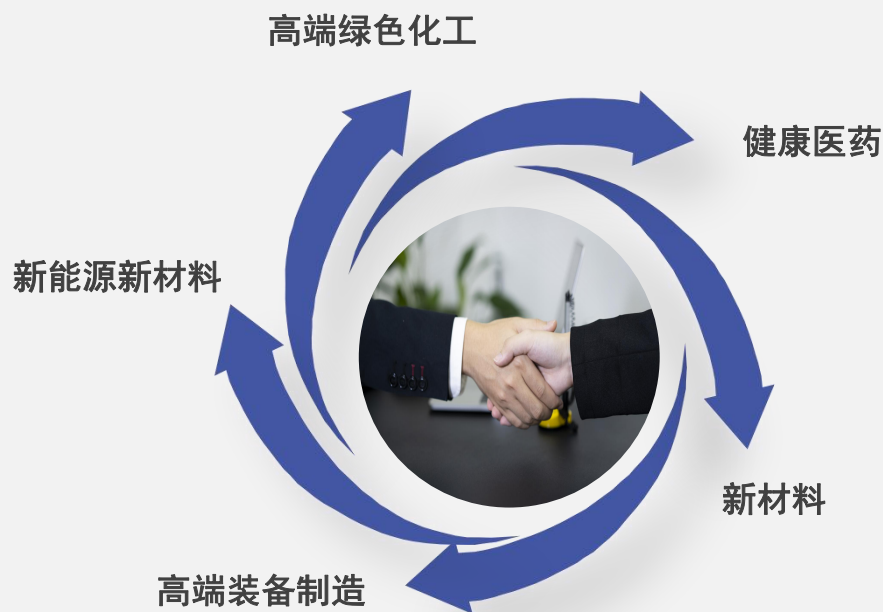 高端绿色化工
健康医药
新能源新材料
新材料
高端装备制造